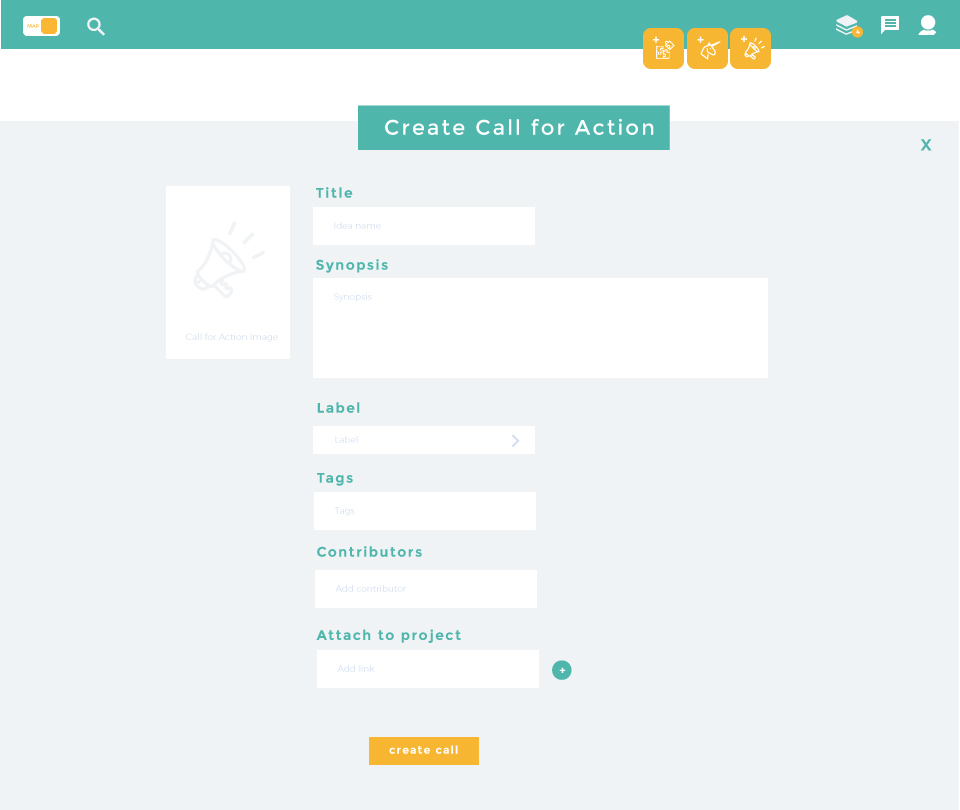 MAP
Create Call for Action
X
Title
Idea name
Synopsis
Synopsis
Call for Action Image
Label
Label
Tags
Tags
Contributors
Add contributor
Attach to project
Add link
+
create call